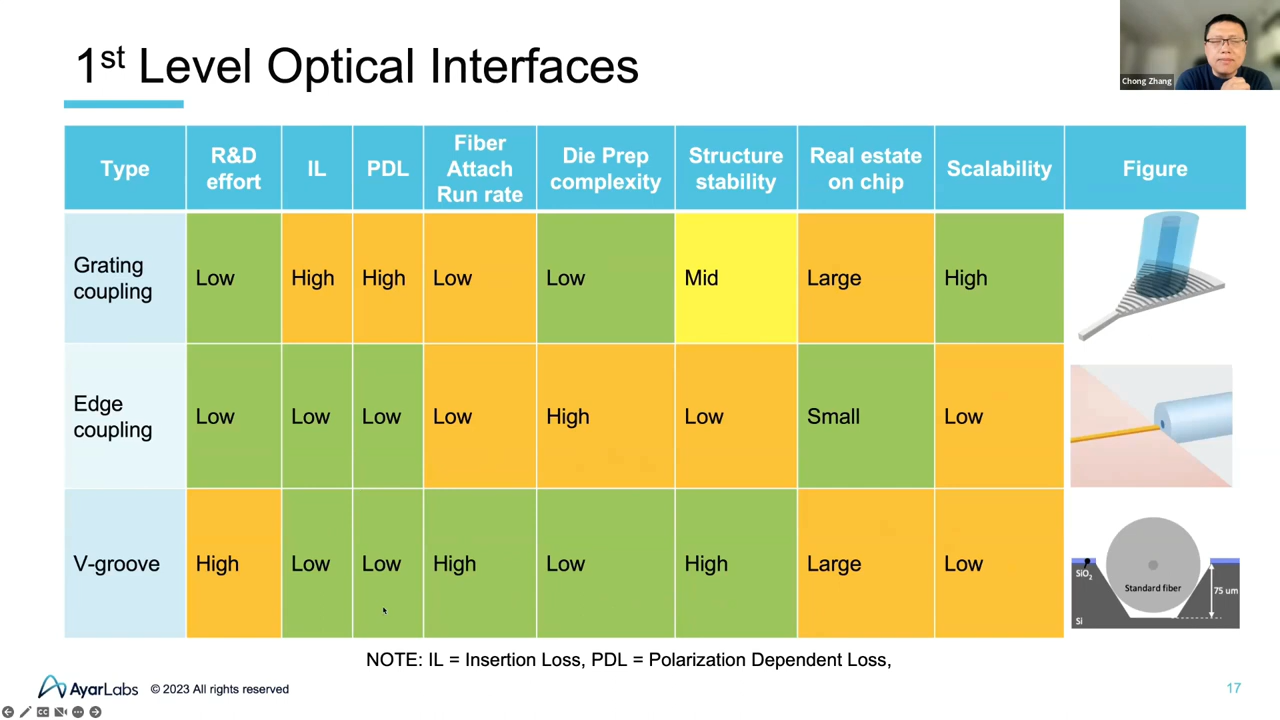 1st Level Optical Interfaces
Chong Zhang
Type
R&D
effort
IL
PDL
Fiber
Attach
Run rate
Die Prep
complexity
Structure
stability
Real estate
on chip
Scalability
Figure
Grating
coupling
Low
High
High
Low
Low
Mid
Large
High
Edge
coupling
Low
Low
Low
Low
High
Low
Small
Low
V-groove
High
Low
Low
High
Low
High
Large
Low
SiO2
Standard fiber
75 um
Si
NOTE: IL = Insertion Loss, PDL = Polarization Dependent Loss,
AyarLabs © 2023 All rights reserved
17
CC